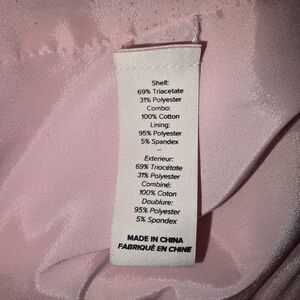 Shell:
69% Triacetate
31% Polyester
Combo:
100% Cotton
Lining:
95% Polyester
5% Spandex
--
Exterieur:
69% Triocétate
31% Polyester
Combiné:
100% Coton
Doublure:
95% Polyester
5% Spandex
MADE IN CHINA
FABRIQUÉ EN CHINE